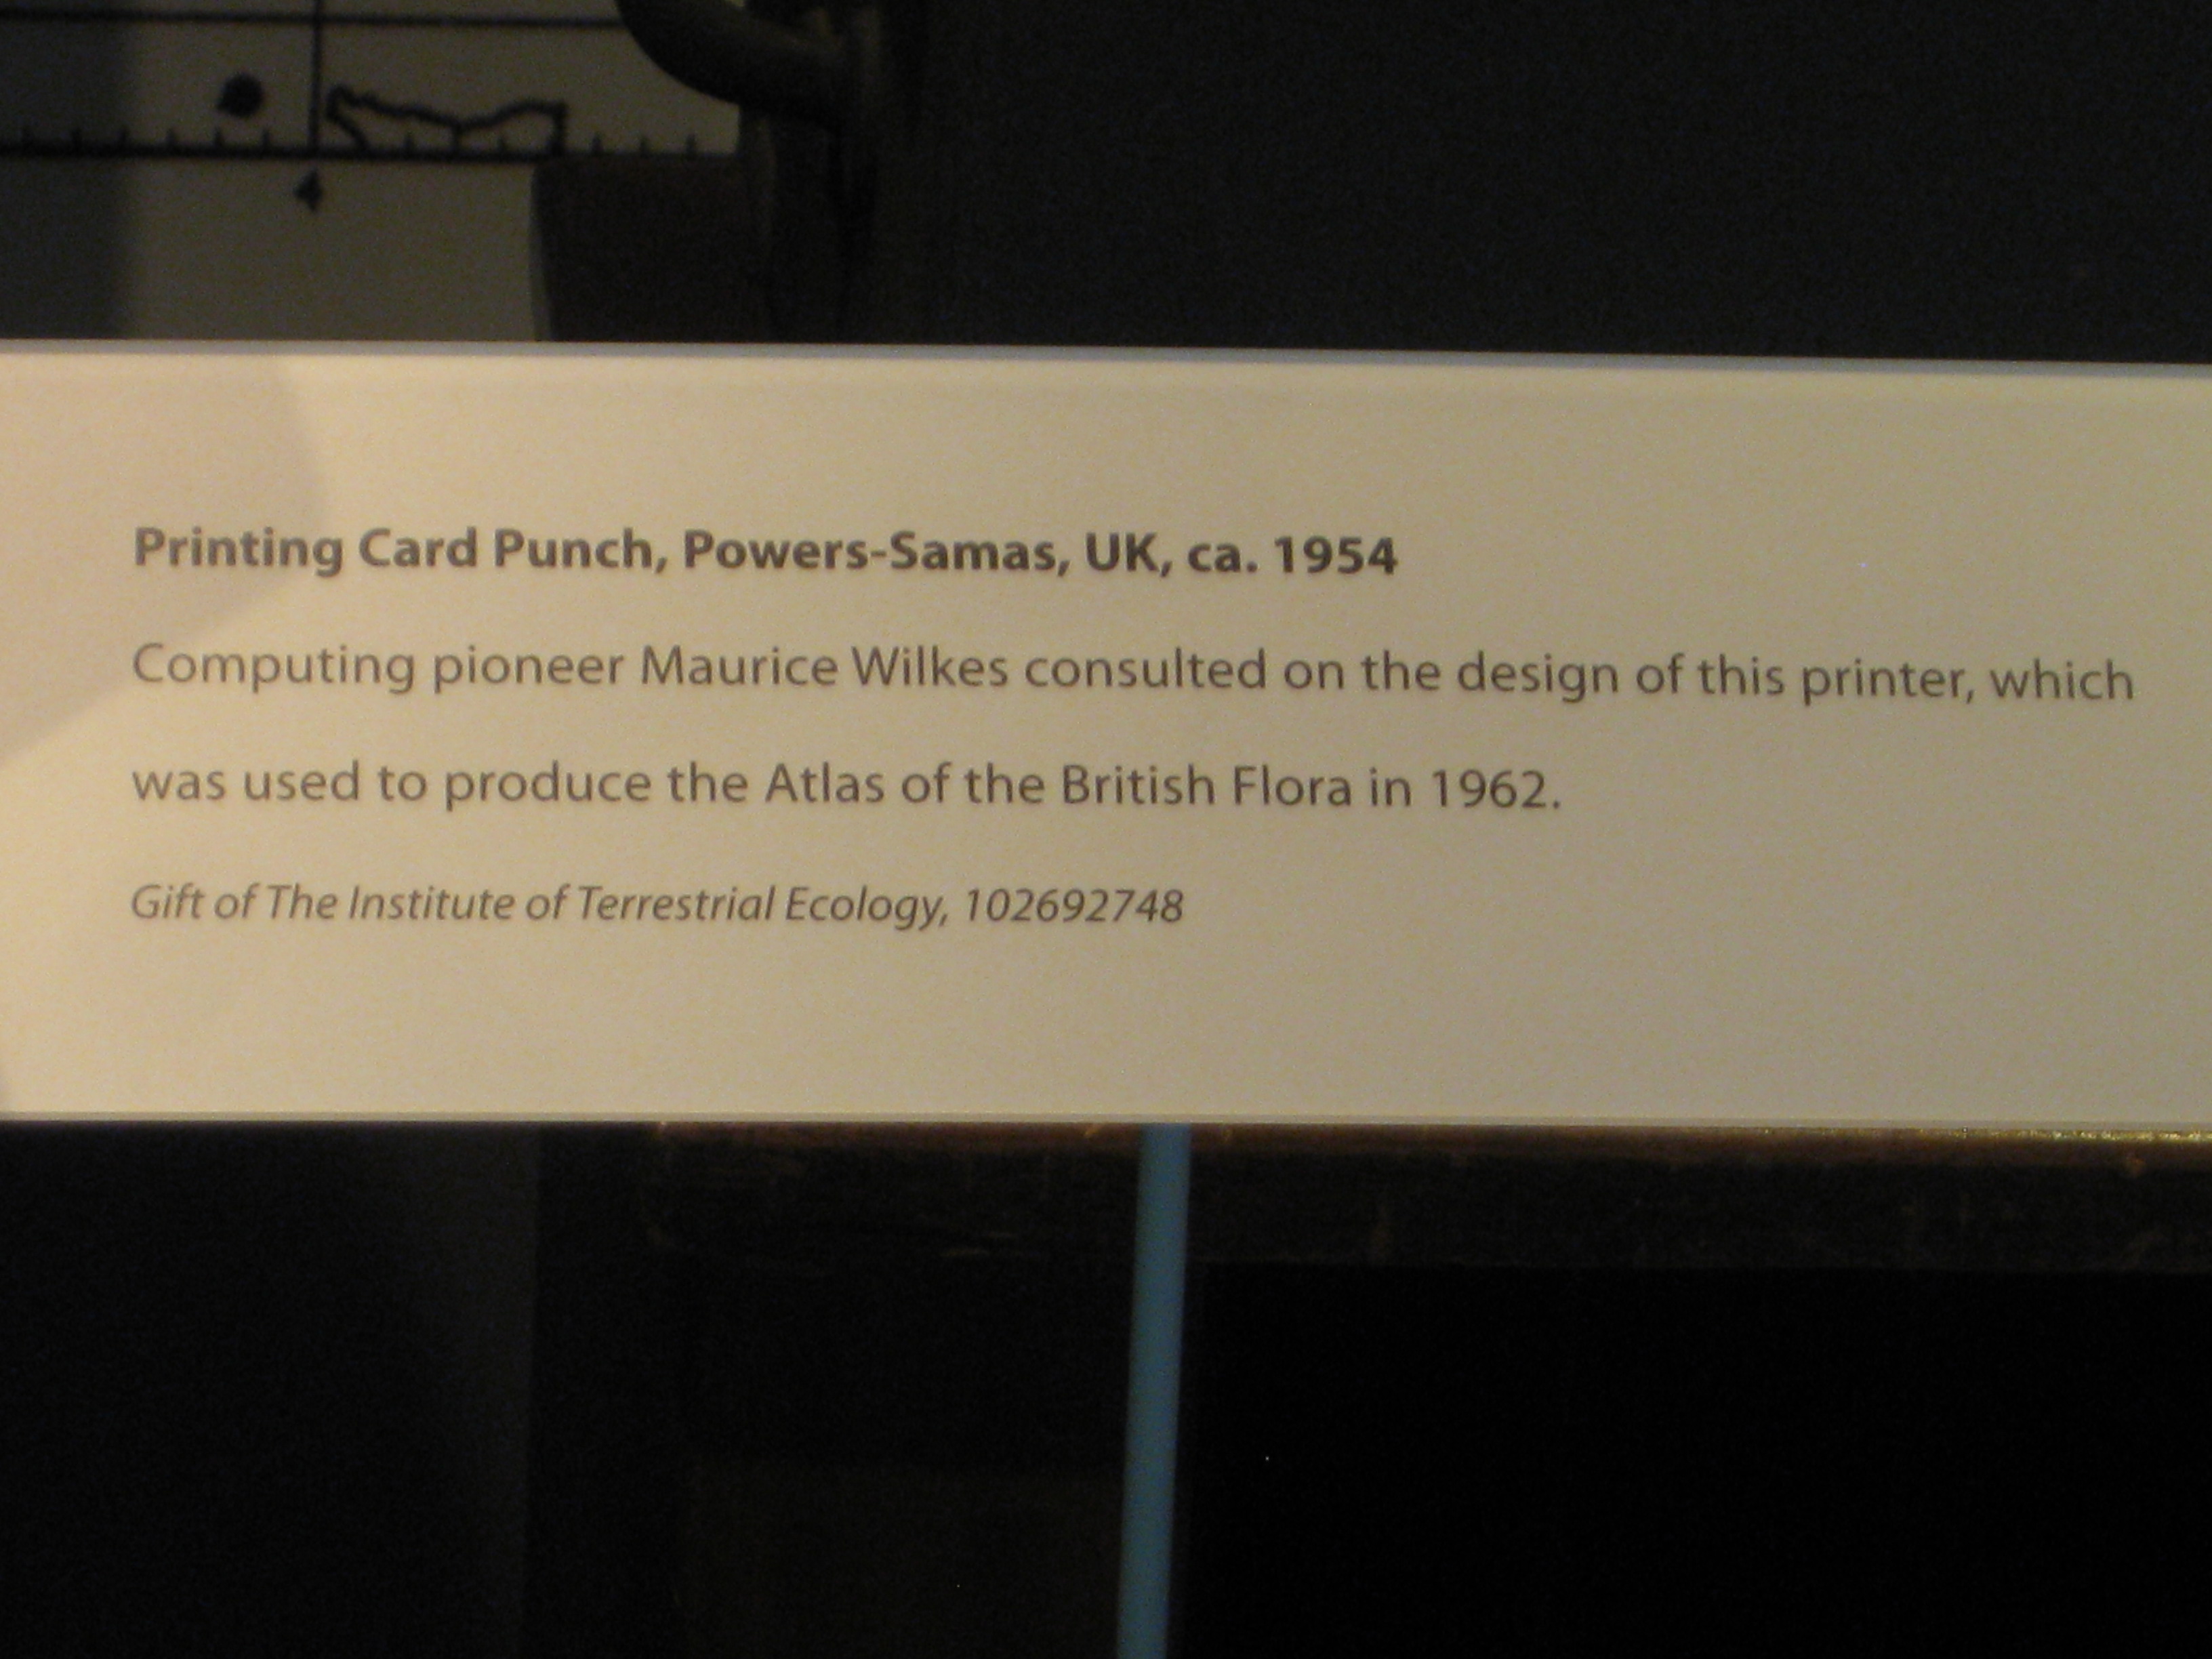 4
Printing Card Punch, Powers-Samas, UK, ca. 1954
Computing pioneer Maurice Wilkes consulted on the design of this printer, which
was used to produce the Atlas of the British Flora in 1962.
Gift of The Institute of Terrestrial Ecology, 102692748